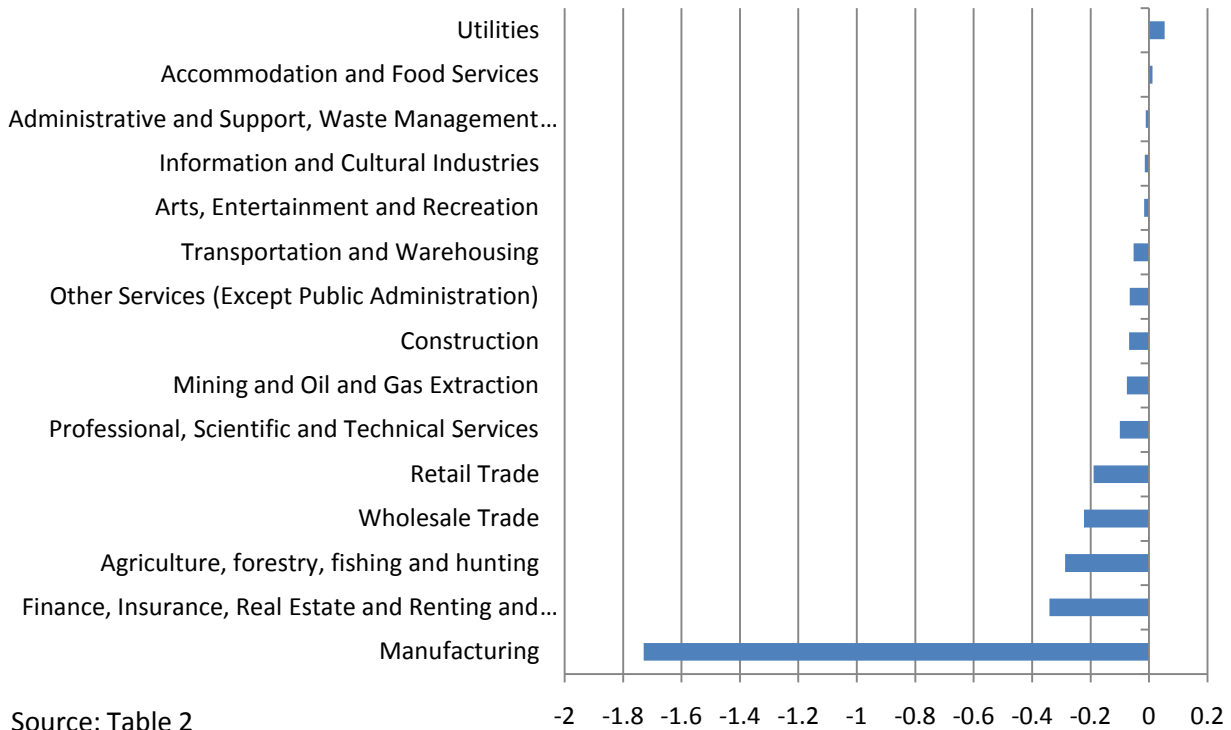 Utilities
Accommodation and Food Services
Administrative and Support, Waste Management…
Information and Cultural Industries
Arts, Entertainment and Recreation
Transportation and Warehousing
Other Services (Except Public Administration)
Construction
Mining and Oil and Gas Extraction
Professional, Scientific and Technical Services
Retail Trade
Wholesale Trade
Agriculture, forestry, fishing and hunting
Finance, Insurance, Real Estate and Renting and…
Manufacturing
-2 -1.8 -1.6 -1.4 -1.2 -1 -0.8 -0.6 -0.4 -0.2 0 0.2
Source: Table 2